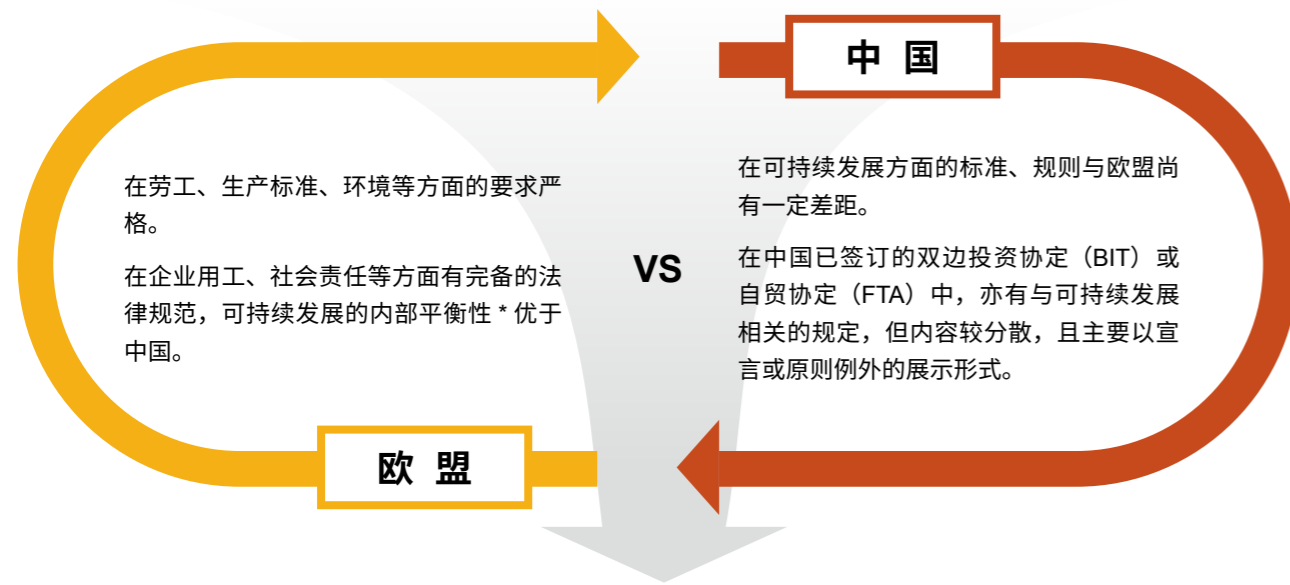 中国
在劳工、生产标准、环境等方面的要求严
格。
在企业用工、社会责任等方面有完备的法
律规范，可持续发展的内部平衡性 * 优于
中国。
欧盟
VS
在可持续发展方面的标准、规则与欧盟尚
有一定差距。
在中国已签订的双边投资协定（BIT）或
自贸协定（FTA）中，亦有与可持续发展
相关的规定，但内容较分散，且主要以宣
言或原则例外的展示形式。